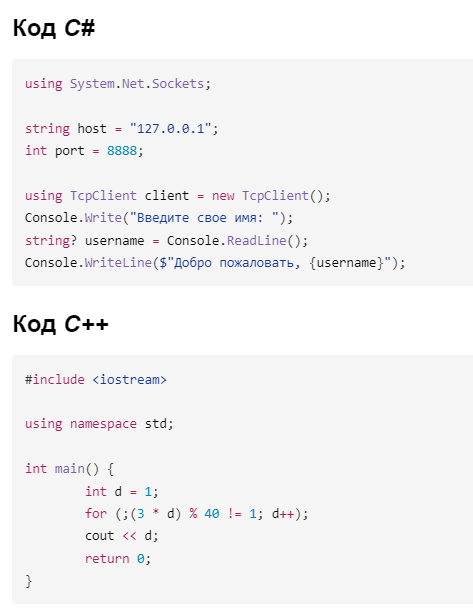 Код C#
using System.Net.Sockets;
string host = "127.0.0.1";
int port = 8888;
using TcpClient client = new TcpClient();
Console.Write("Введите свое имя: ");
string? username = Console.ReadLine();
Console.WriteLine($"Добро пожаловать, {username}");
Код C++
#include <iostream>
using namespace std;
int main() {
        int d = 1;
        for (;(3 * d) % 40 != 1; d++);
        cout << d;
        return 0;
}